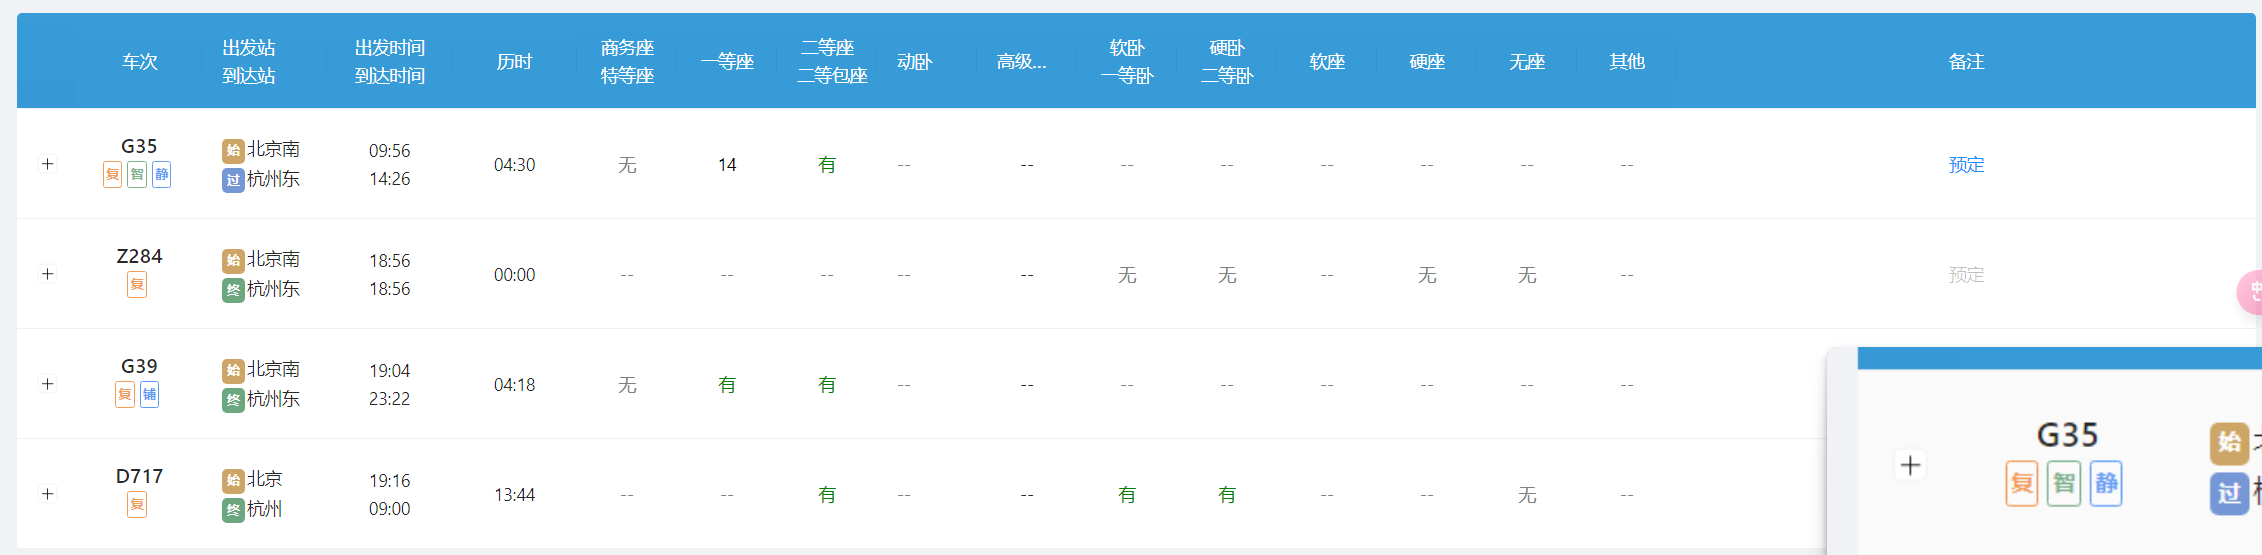 车次 出发站 到达站 出发时间 到达时间 历时 商务座 特等座 一等座 二等座 二等包座 动卧 高级... 软卧 一等卧 硬卧 二等卧 软座 硬座 无座 其他 备注
G35 复 智 静 始 北京南 过 杭州东 09:56 14:26 04:30 无 14 有 -- -- -- -- -- -- -- -- 预定
Z284 复 始 北京南 终 杭州东 18:56 18:56 00:00 -- -- -- -- -- 无 无 -- 无 无 -- 预定
G39 复 铺 始 北京南 终 杭州东 19:04 23:22 04:18 无 有 有 -- -- -- -- -- -- -- --
D717 复 始 北京 终 杭州 19:16 09:00 13:44 -- -- 有 -- -- 有 有 -- -- 无 --
G35
复 智 静
始
过